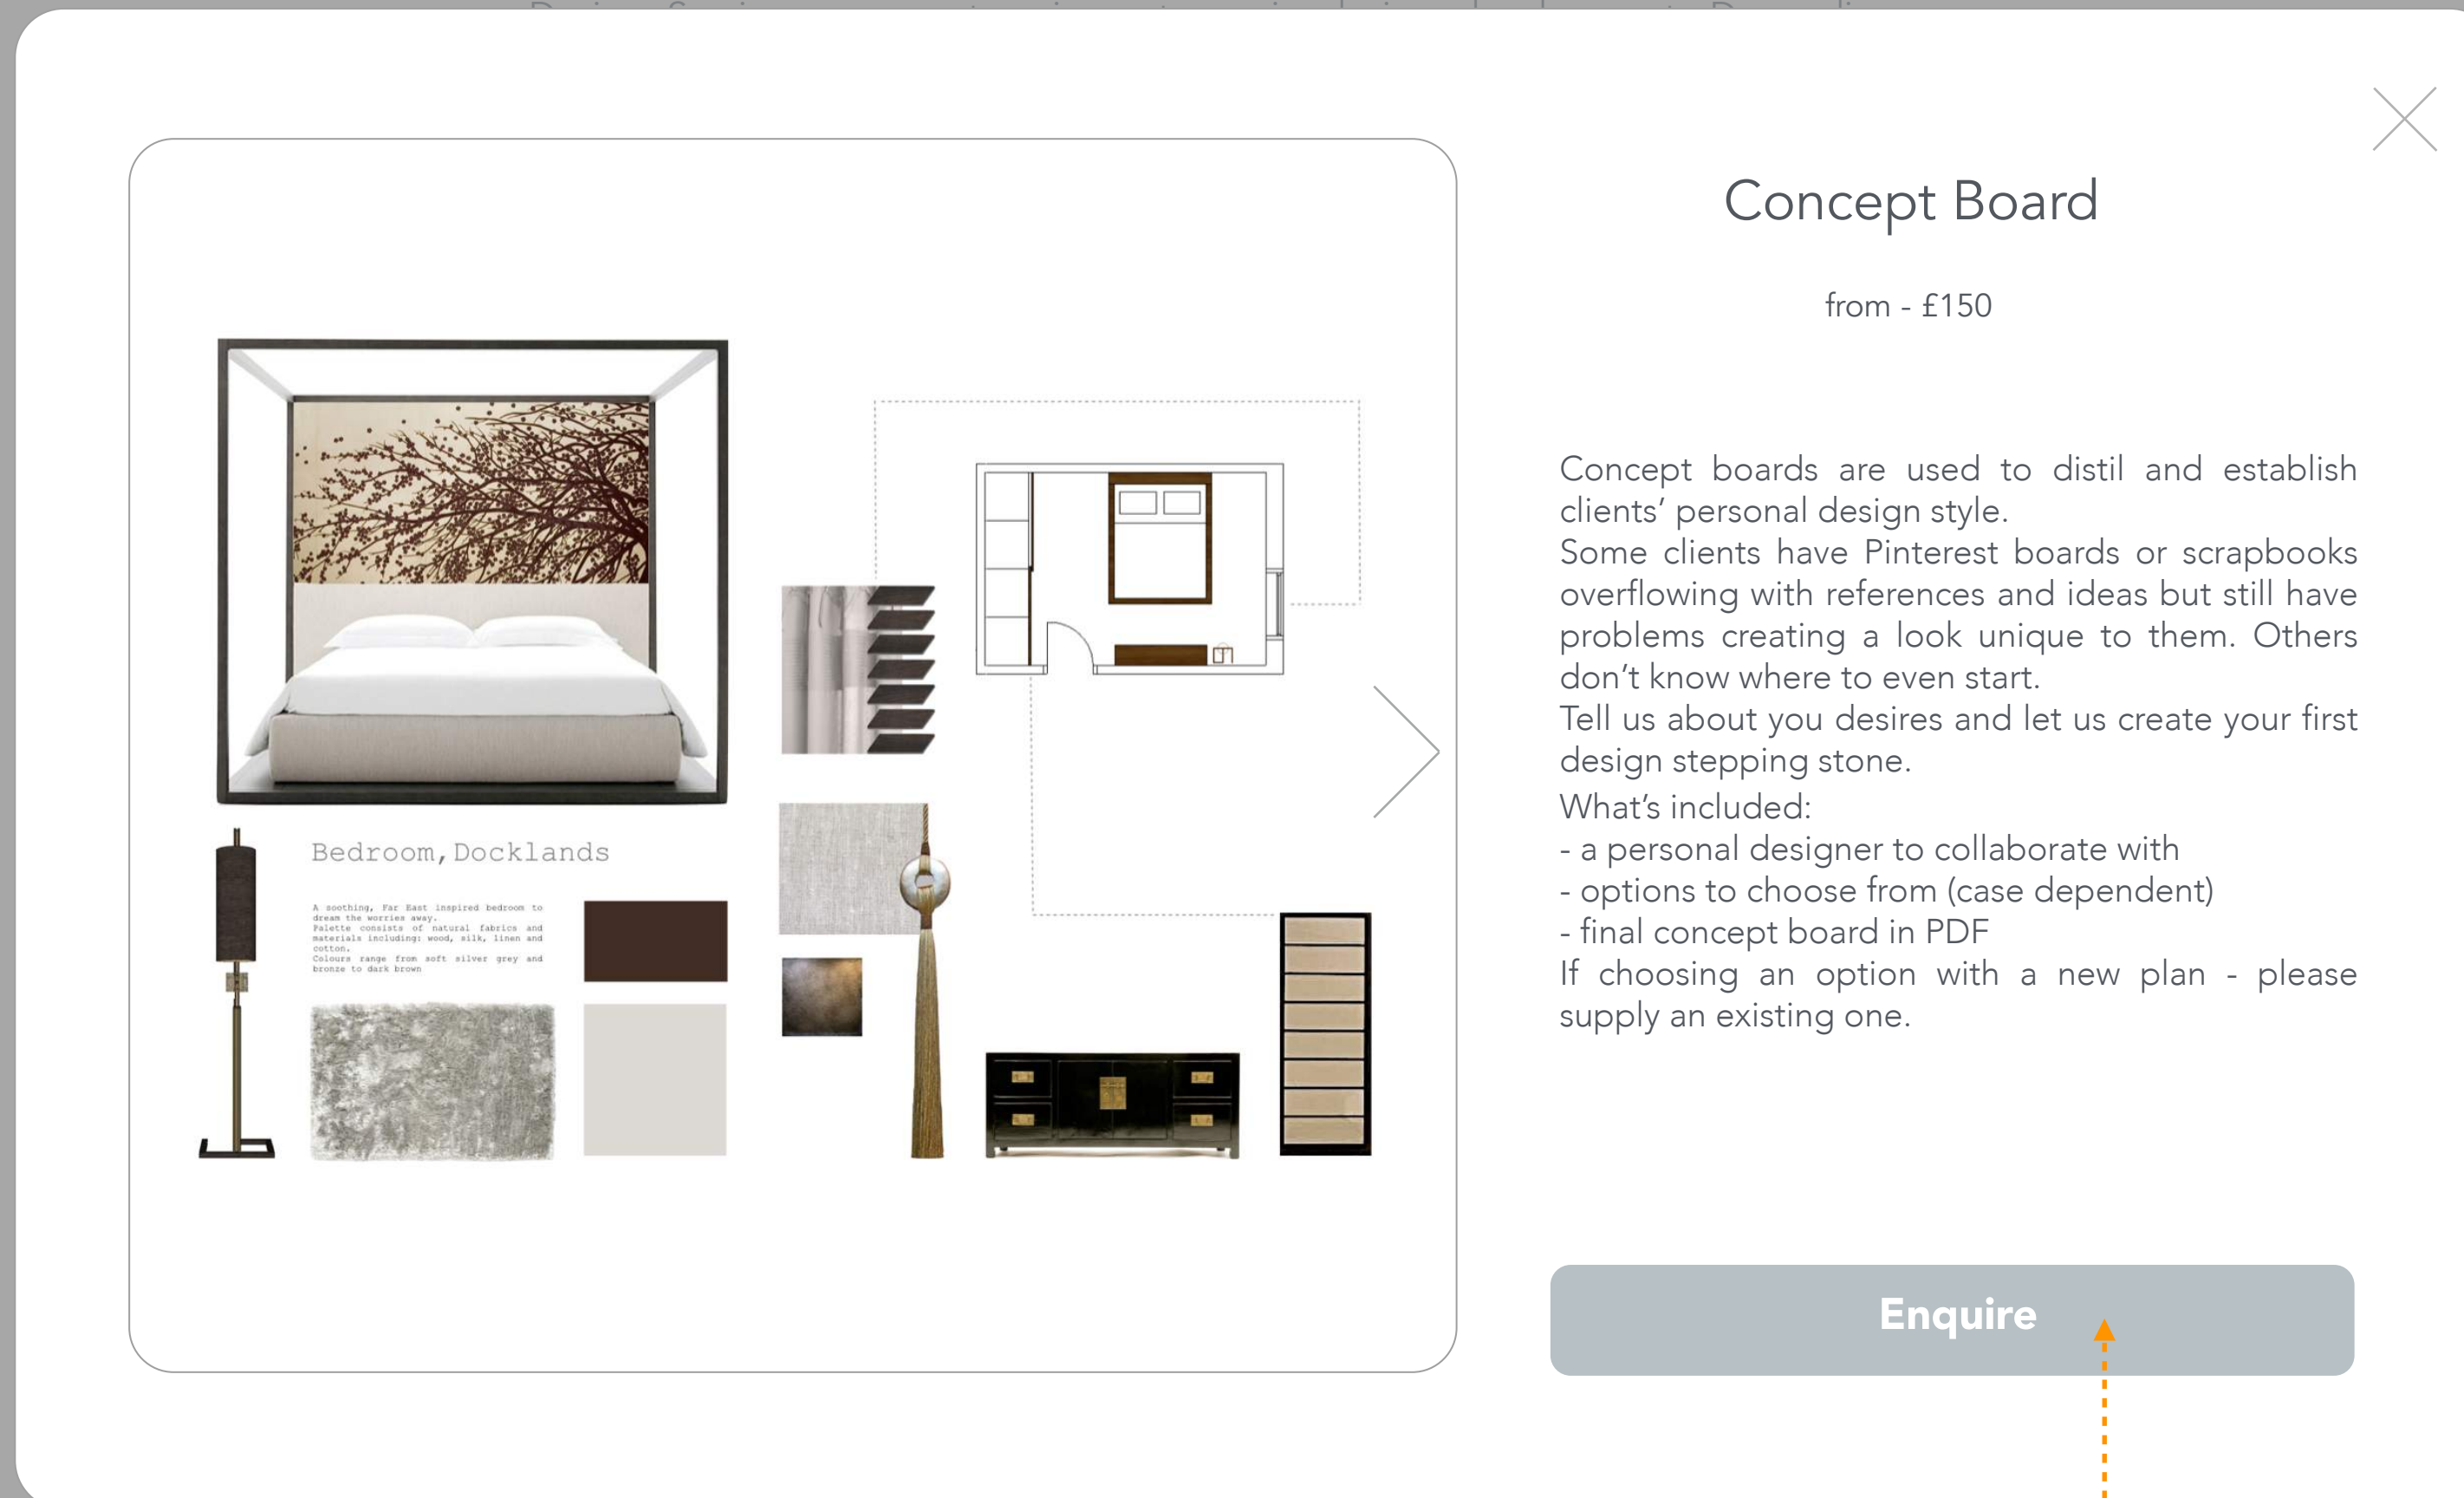 Concept Board
from - £150
Concept boards are used to distil and establish
clients’ personal design style.
Some clients have Pinterest boards or scrapbooks
overflowing with references and ideas but still have
problems creating a look unique to them. Others
don’t know where to even start.
Tell us about you desires and let us create your first
design stepping stone.
What’s included:
- a personal designer to collaborate with
- options to choose from (case dependent)
- final concept board in PDF
If choosing an option with a new plan - please
supply an existing one.
Enquire
Bedroom, Docklands
A soothing, Far East inspired bedroom to
dream the worries away.
Palette consists of natural fabrics and
materials including: wood, silk, linen and
cotton.
Colours range from soft silver grey and
bronze to dark brown